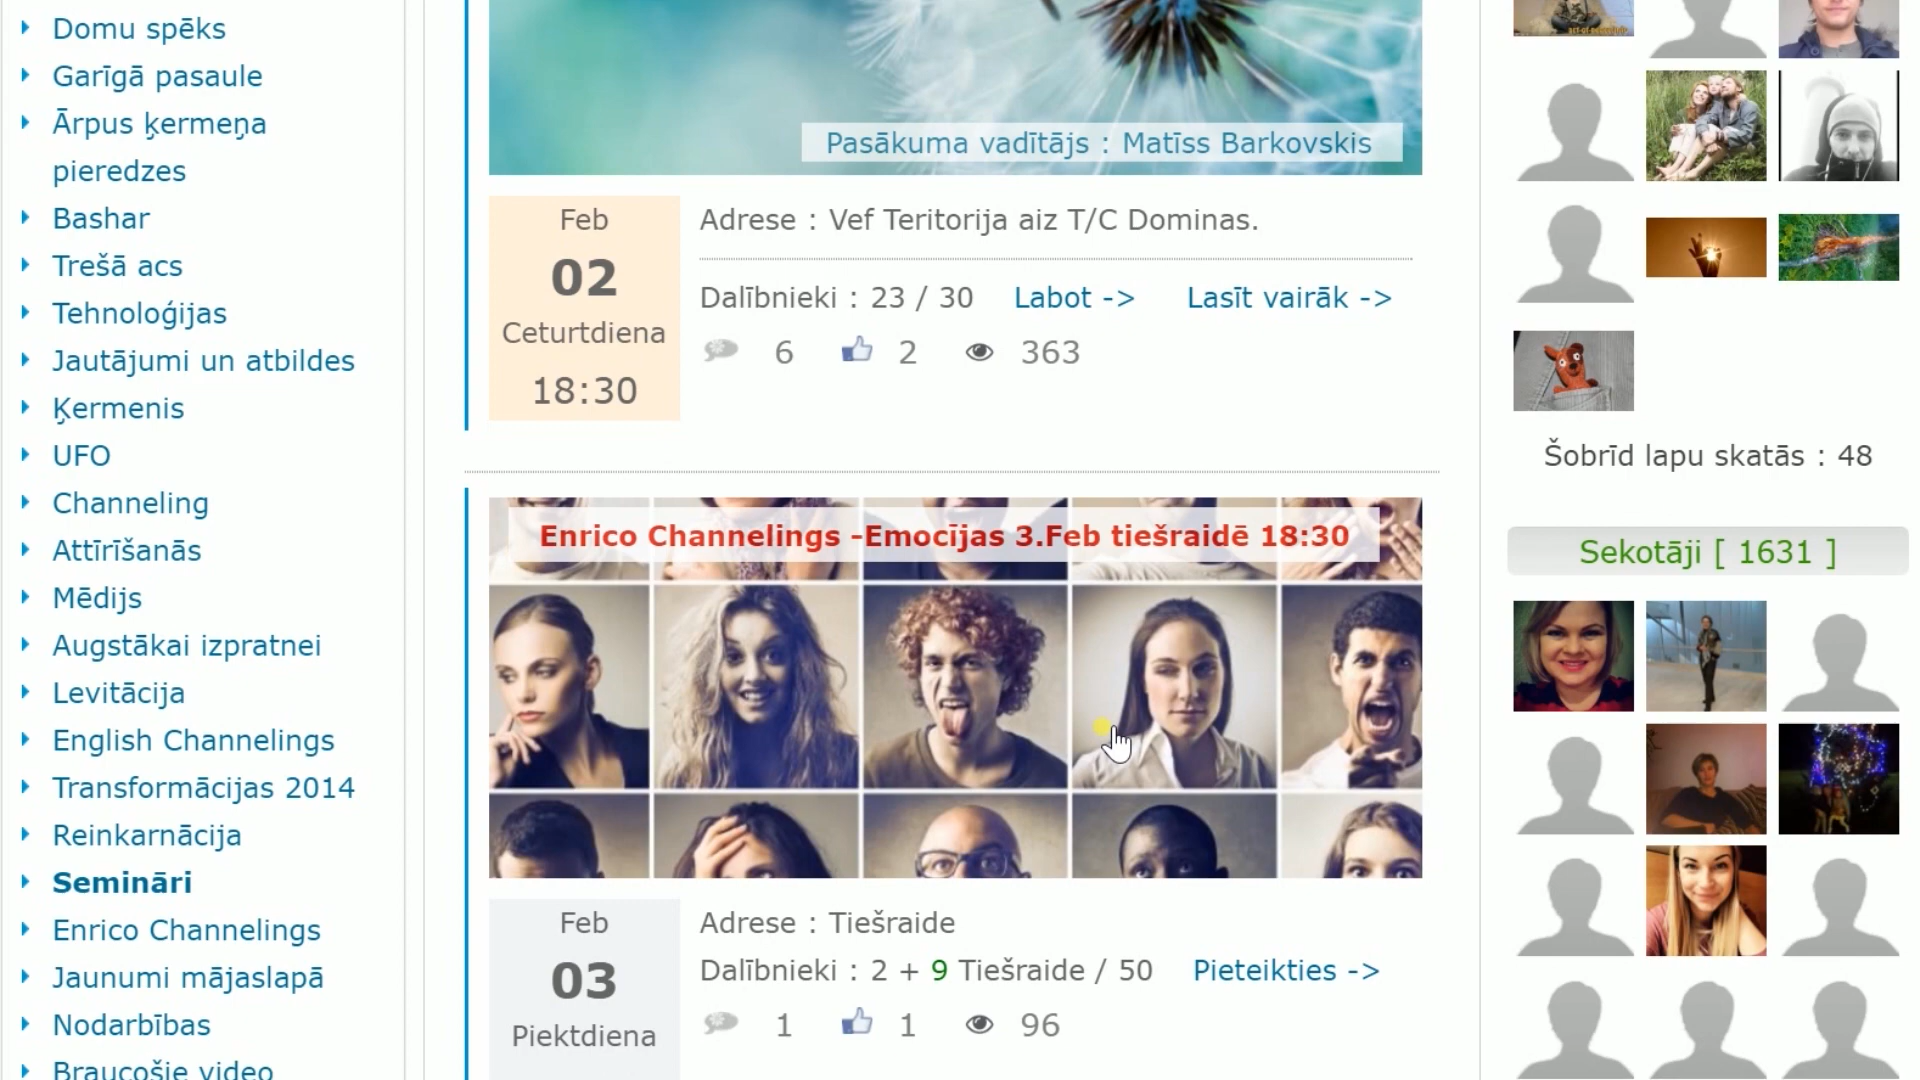 Domu spēks
Garīgā pasaule
Ārpus ķermeņa
pieredzes
Bashar
Trešā acs
Tehnoloģijas
Jautājumi un atbildes
Ķermenis
UFO
Channeling
Attīrīšanās
Mēdijs
Augstākai izpratnei
Levitācija
English Channelings
Transformācijas 2014
Reinkarnācija
Semināri
Enrico Channelings
Jaunumi mājaslapā
Nodarbības
Braucošie video
Pasākuma vadītājs : Matīss Barkovskis
Feb
02
Ceturtdiena
18:30
Adrese : Vef Teritorija aiz T/C Dominas.
Dalībnieki : 23 / 30 Labot -> Lasīt vairāk ->
6 2 363
Enrico Channelings -Emocījas 3.Feb tiešraidē 18:30
Feb
03
Piektdiena
Adrese : Tiešraide
Dalībnieki : 2 + 9 Tiešraide / 50 Pieteikties ->
1 1 96
Šobrīd lapu skatās : 48
Sekotāji [ 1631 ]